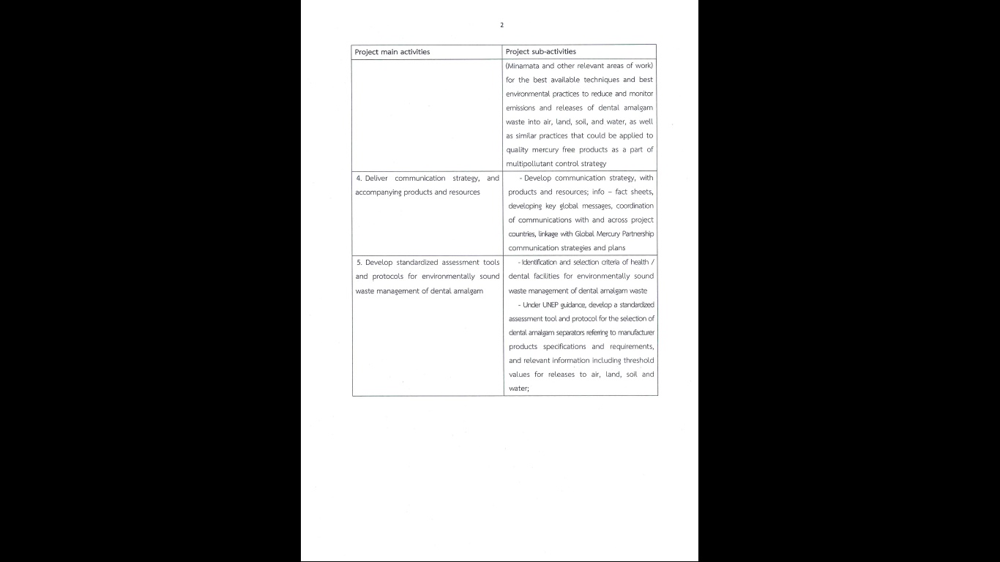 2
Project main activities
Project sub-activities
(Minamata and other relevant areas of work)
for the best available techniques and best
environmental practices to reduce and monitor
emissions and releases of dental amalgam
waste into air, land, soil, and water, as well
as similar practices that could be applied to
quality mercury free products as a part of
multipollutant control strategy
4. Deliver communication strategy, and
accompanying products and resources
- Develop communication strategy, with
products and resources; info – fact sheets,
developing key global messages, coordination
of communications with and across project
countries, linkage with Global Mercury Partnership
communication strategies and plans
5. Develop standardized assessment tools
and protocols for environmentally sound
waste management of dental amalgam
- Identification and selection criteria of health /
dental facilities for environmentally sound
waste management of dental amalgam waste
- Under UNEP guidance, develop a standardized
assessment tool and protocol for the selection of
dental amalgam separators referring to manufacturer
products specifications and requirements,
and relevant information including threshold
values for releases to air, land, soil and
water;